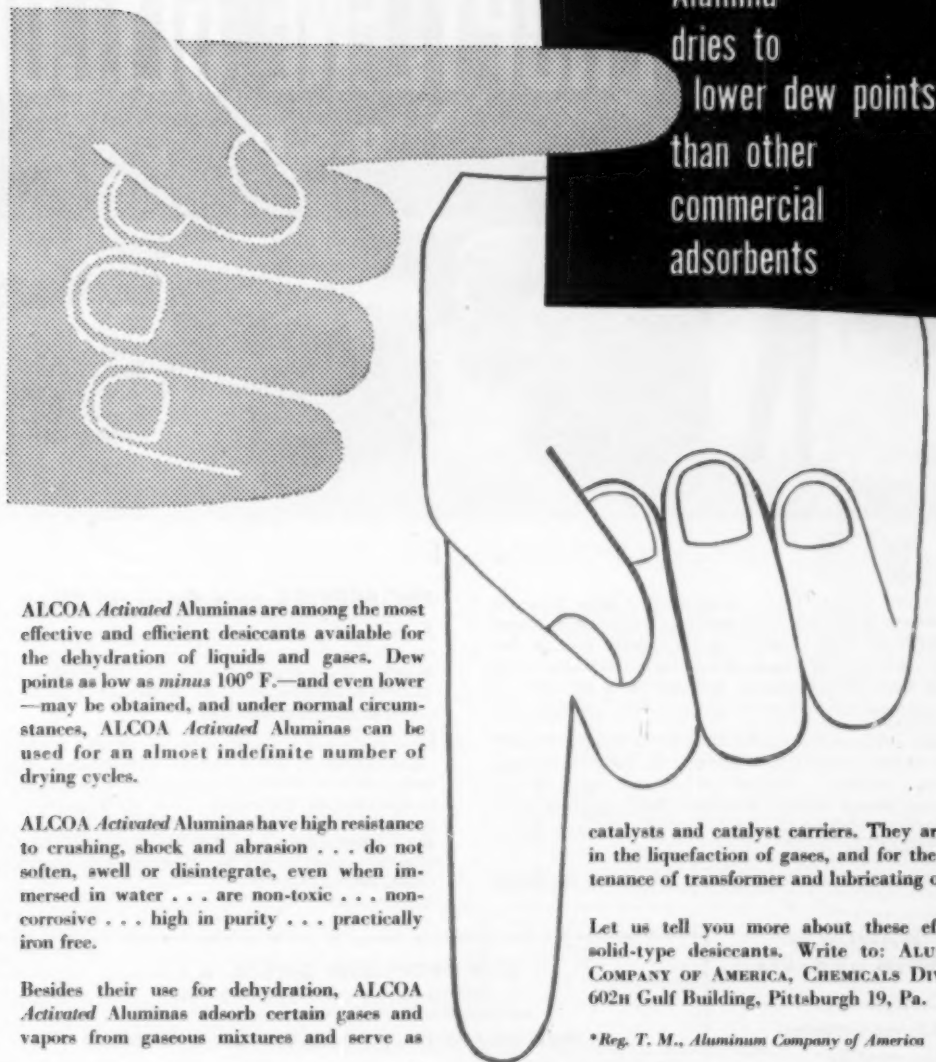 dries to
lower dew points
than other
commercial
adsorbents
ALCOA Activated Aluminas are among the most
effective and efficient desiccants available for
the dehydration of liquids and gases. Dew
points as low as minus 100° F.—and even lower
—may be obtained, and under normal circum-
stances, ALCOA Activated Aluminas can be
used for an almost indefinite number of
drying cycles.
ALCOA Activated Aluminas have high resistance
to crushing, shock and abrasion . . . do not
soften, swell or disintegrate, even when im-
mersed in water . . . are non-toxic . . . non-
corrosive . . . high in purity . . . practically
iron free.
Besides their use for dehydration, ALCOA
Activated Aluminas adsorb certain gases and
vapors from gaseous mixtures and serve as
catalysts and catalyst carriers. They ar
in the liquefaction of gases, and for the
tenance of transformer and lubricating
Let us tell you more about these ef
solid-type desiccants. Write to: ALU
COMPANY OF AMERICA, CHEMICALS DIV
602H Gulf Building, Pittsburgh 19, Pa.
*Reg. T. M., Aluminum Company of America